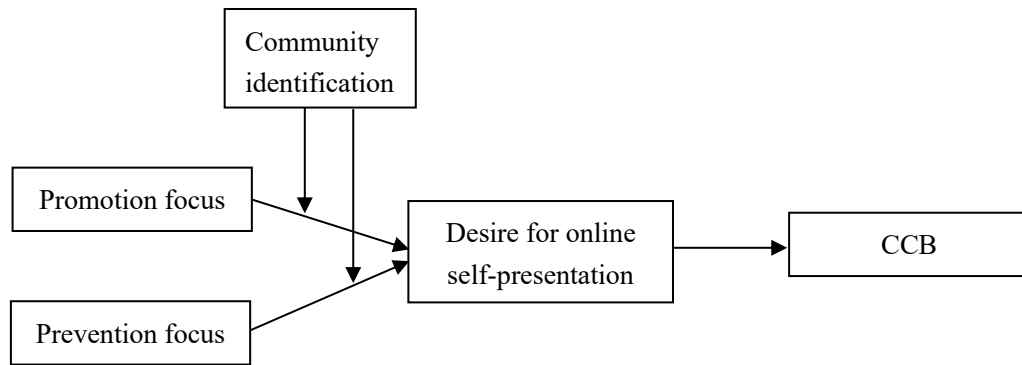 Community
identification
Promotion focus
Desire for online
self-presentation
CCB
Prevention focus